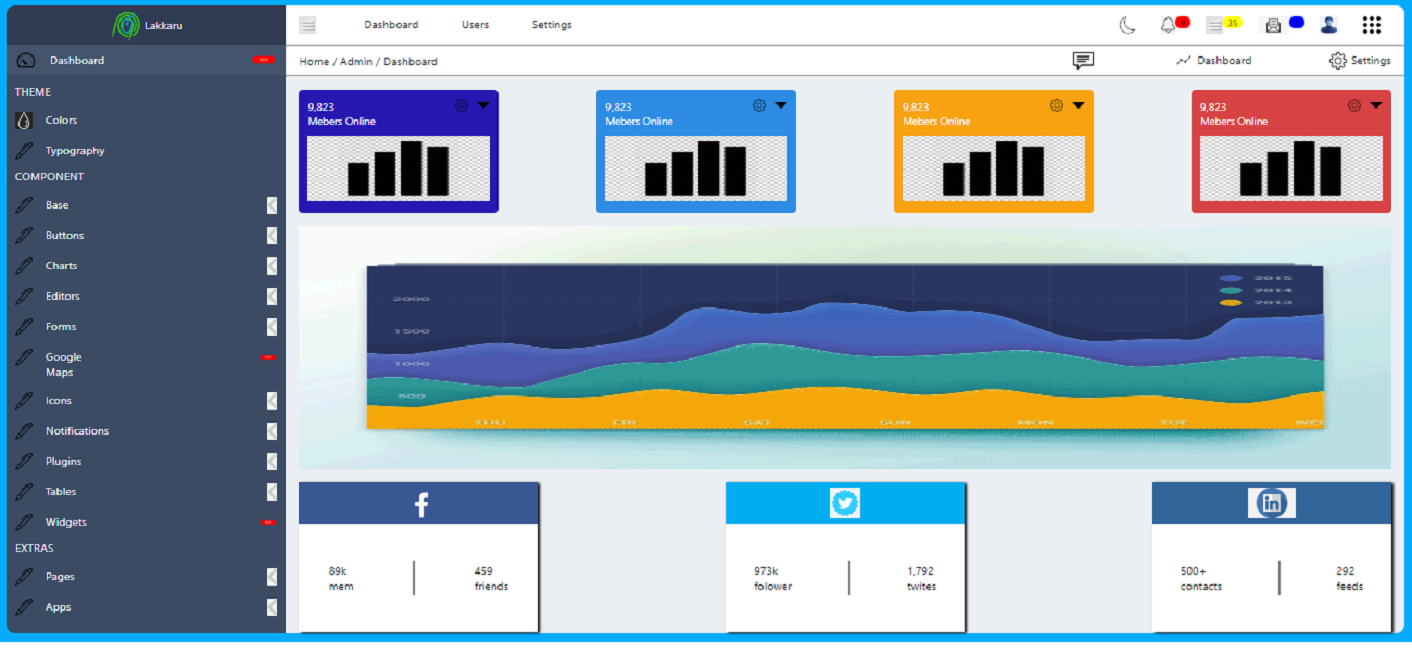 Lakkaru
Dashboard
Users
Settings
35
Dashboard
Home / Admin / Dashboard
Dashboard
Settings
THEME
Colors
Typography
COMPONENT
Base
Buttons
Charts
Editors
Forms
Google
Maps
Icons
Notifications
Plugins
Tables
Widgets
EXTRAS
Pages
Apps
9,823
Mebers Online
9,823
Mebers Online
9,823
Mebers Online
9,823
Mebers Online
2015
2014
2013
2000
1500
1000
500
THU
FRI
SAT
SUN
MON
TUE
WED
89k
mem
459
friends
973k
folower
1,792
twites
in
500+
contacts
292
feeds